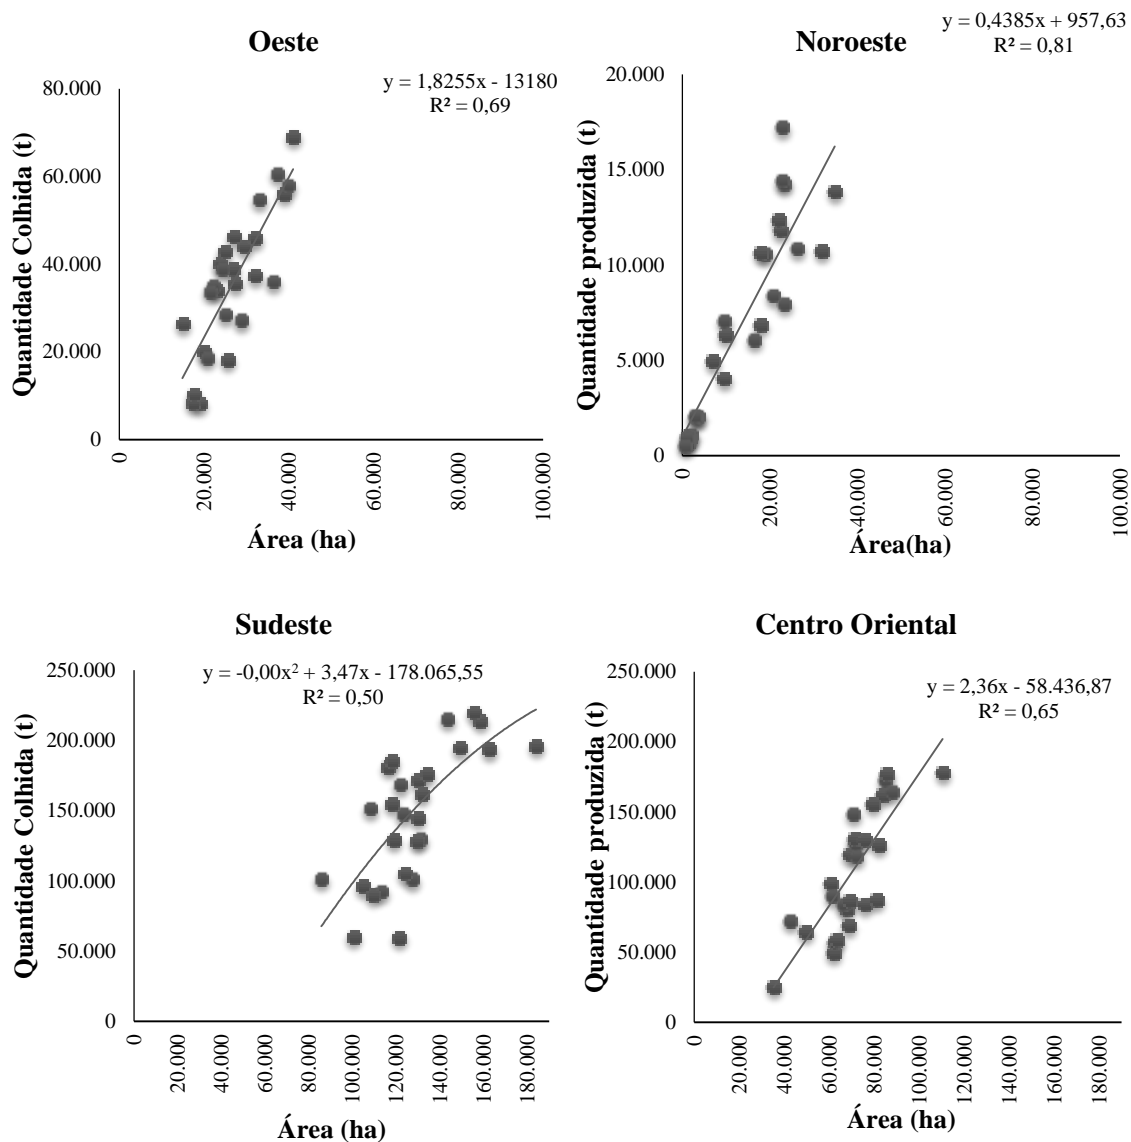 Oeste
y = 1,8255x - 13180
R² = 0,69
Quantidade Colhida (t)
80.000
60.000
40.000
20.000
0
0
20.000
40.000
60.000
80.000
100.000
Área (ha)
Noroeste
y = 0,4385x + 957,63
R² = 0,81
Quantidade produzida (t)
20.000
15.000
10.000
5.000
0
0
20.000
40.000
60.000
80.000
100.000
Área(ha)
Sudeste
y = -0,00x² + 3,47x - 178.065,55
R² = 0,50
Quantidade Colhida (t)
250.000
200.000
150.000
100.000
50.000
0
0
20.000
40.000
60.000
80.000
100.000
120.000
140.000
160.000
180.000
Área (ha)
Centro Oriental
y = 2,36x - 58.436,87
R² = 0,65
Quantidade produzida (t)
250.000
200.000
150.000
100.000
50.000
0
0
20.000
40.000
60.000
80.000
100.000
120.000
140.000
160.000
180.000
Área (ha)